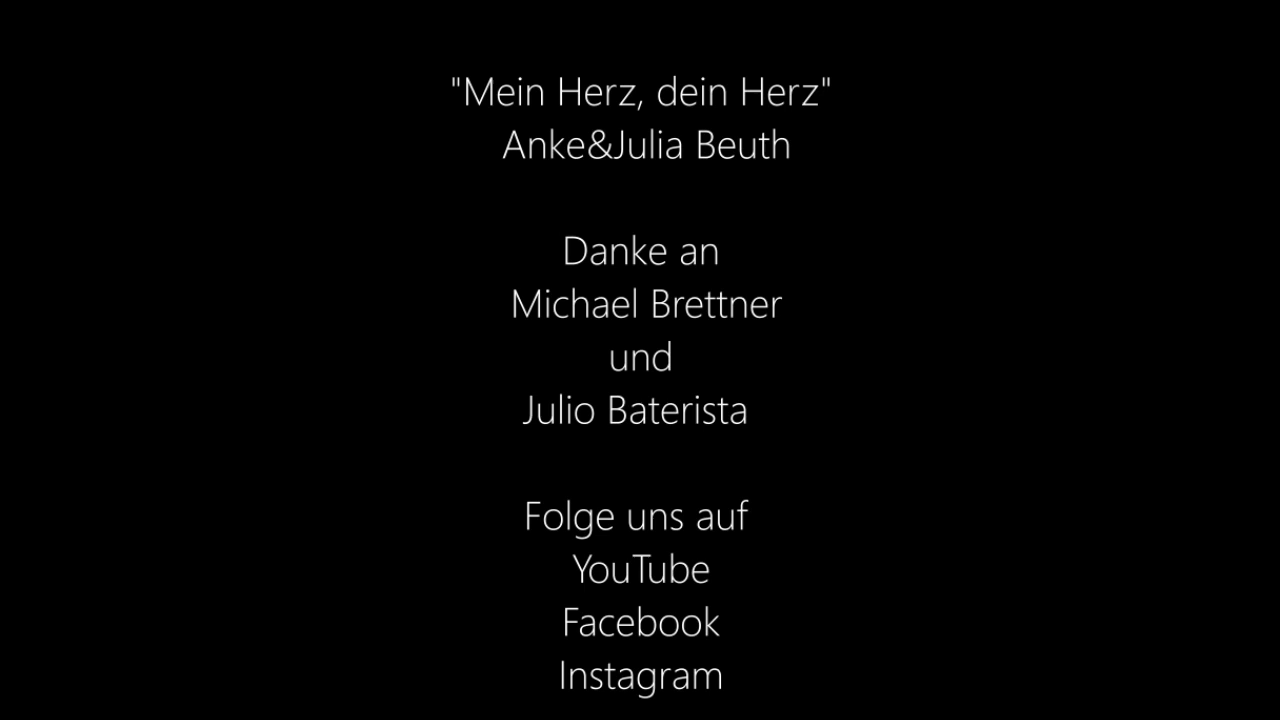 "Mein Herz, dein Herz"
Anke&Julia Beuth
Danke an
Michael Brettner
und
Julio Baterista
Folge uns auf
YouTube
Facebook
Instagram